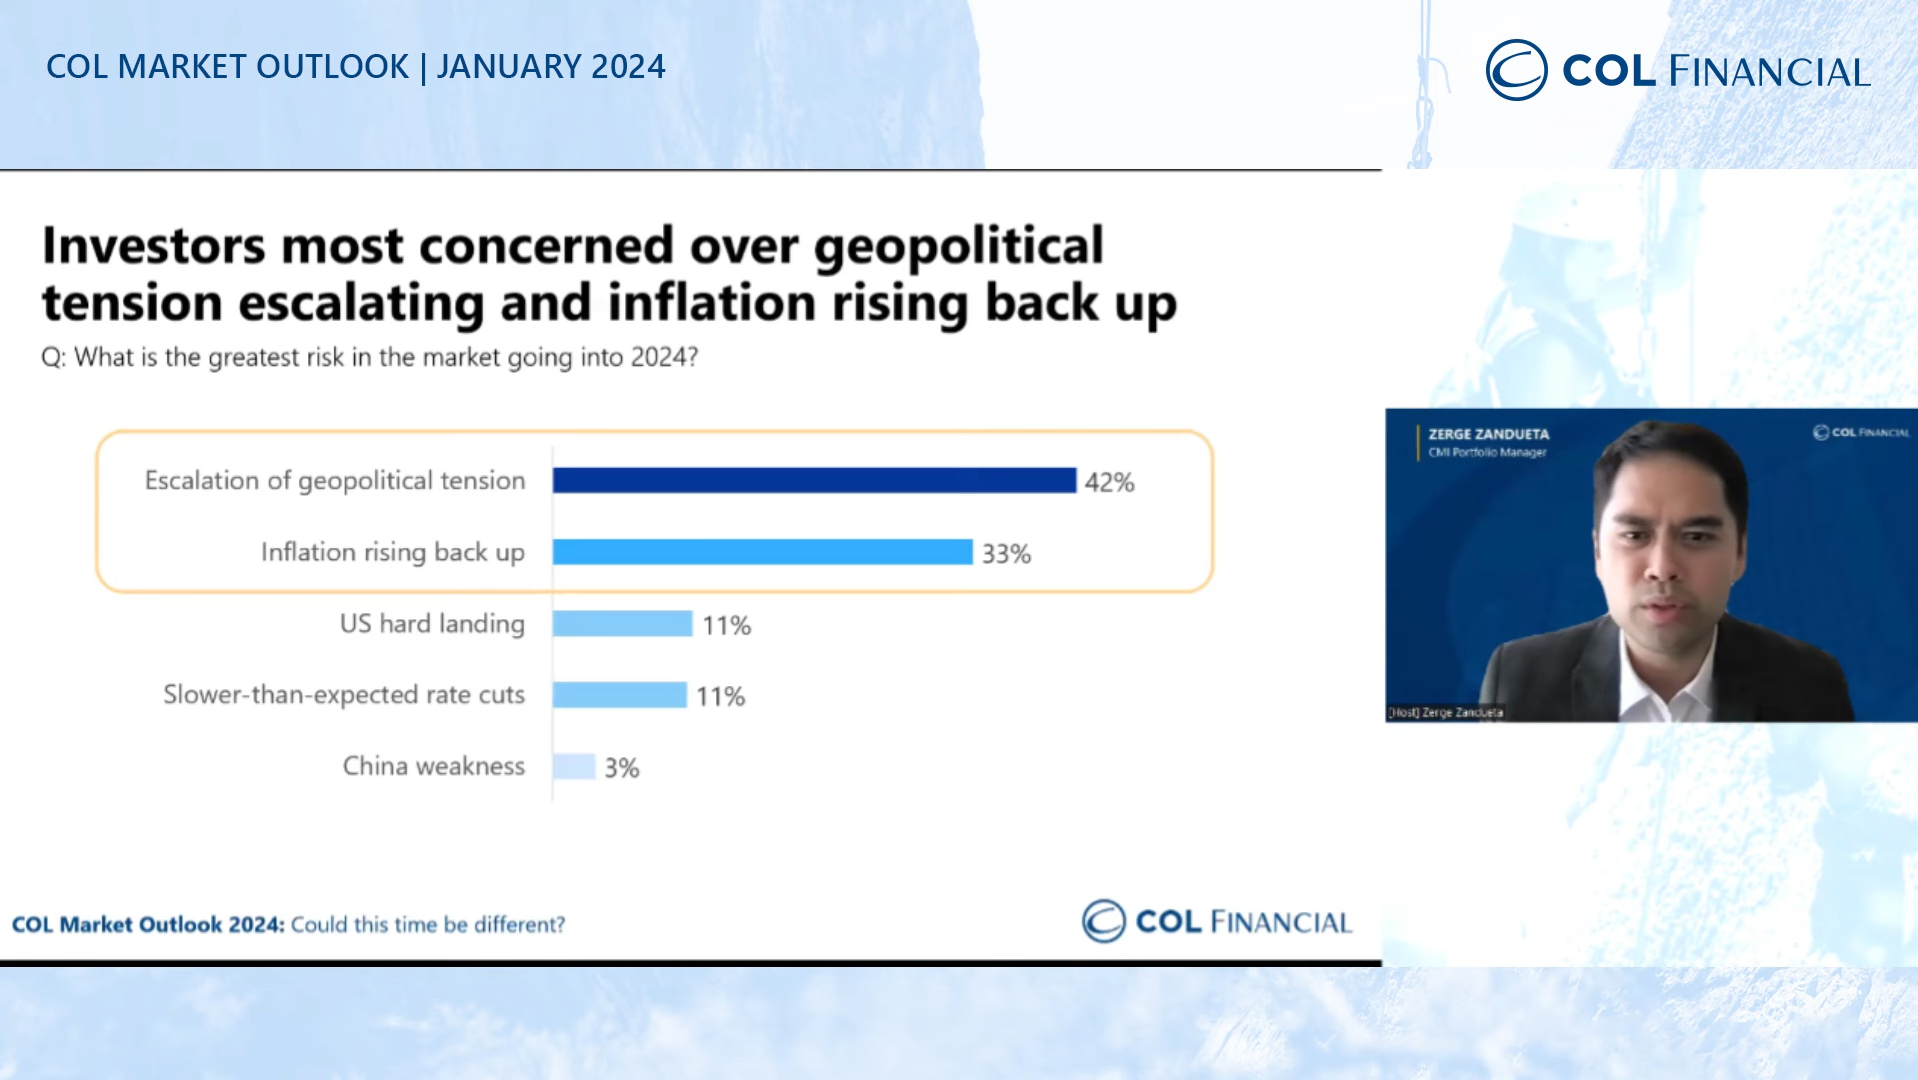 COL MARKET OUTLOOK | JANUARY 2024
COL FINANCIAL
Investors most concerned over geopolitical
tension escalating and inflation rising back up
Q: What is the greatest risk in the market going into 2024?
Escalation of geopolitical tension 42%
Inflation rising back up 33%
US hard landing 11%
Slower-than-expected rate cuts 11%
China weakness 3%
COL Market Outlook 2024: Could this time be different?
COL FINANCIAL
ZERGE ZANDUETA
CMI Portfolio Manager
COL FINANCIAL
[Host] Zerge Zandueta